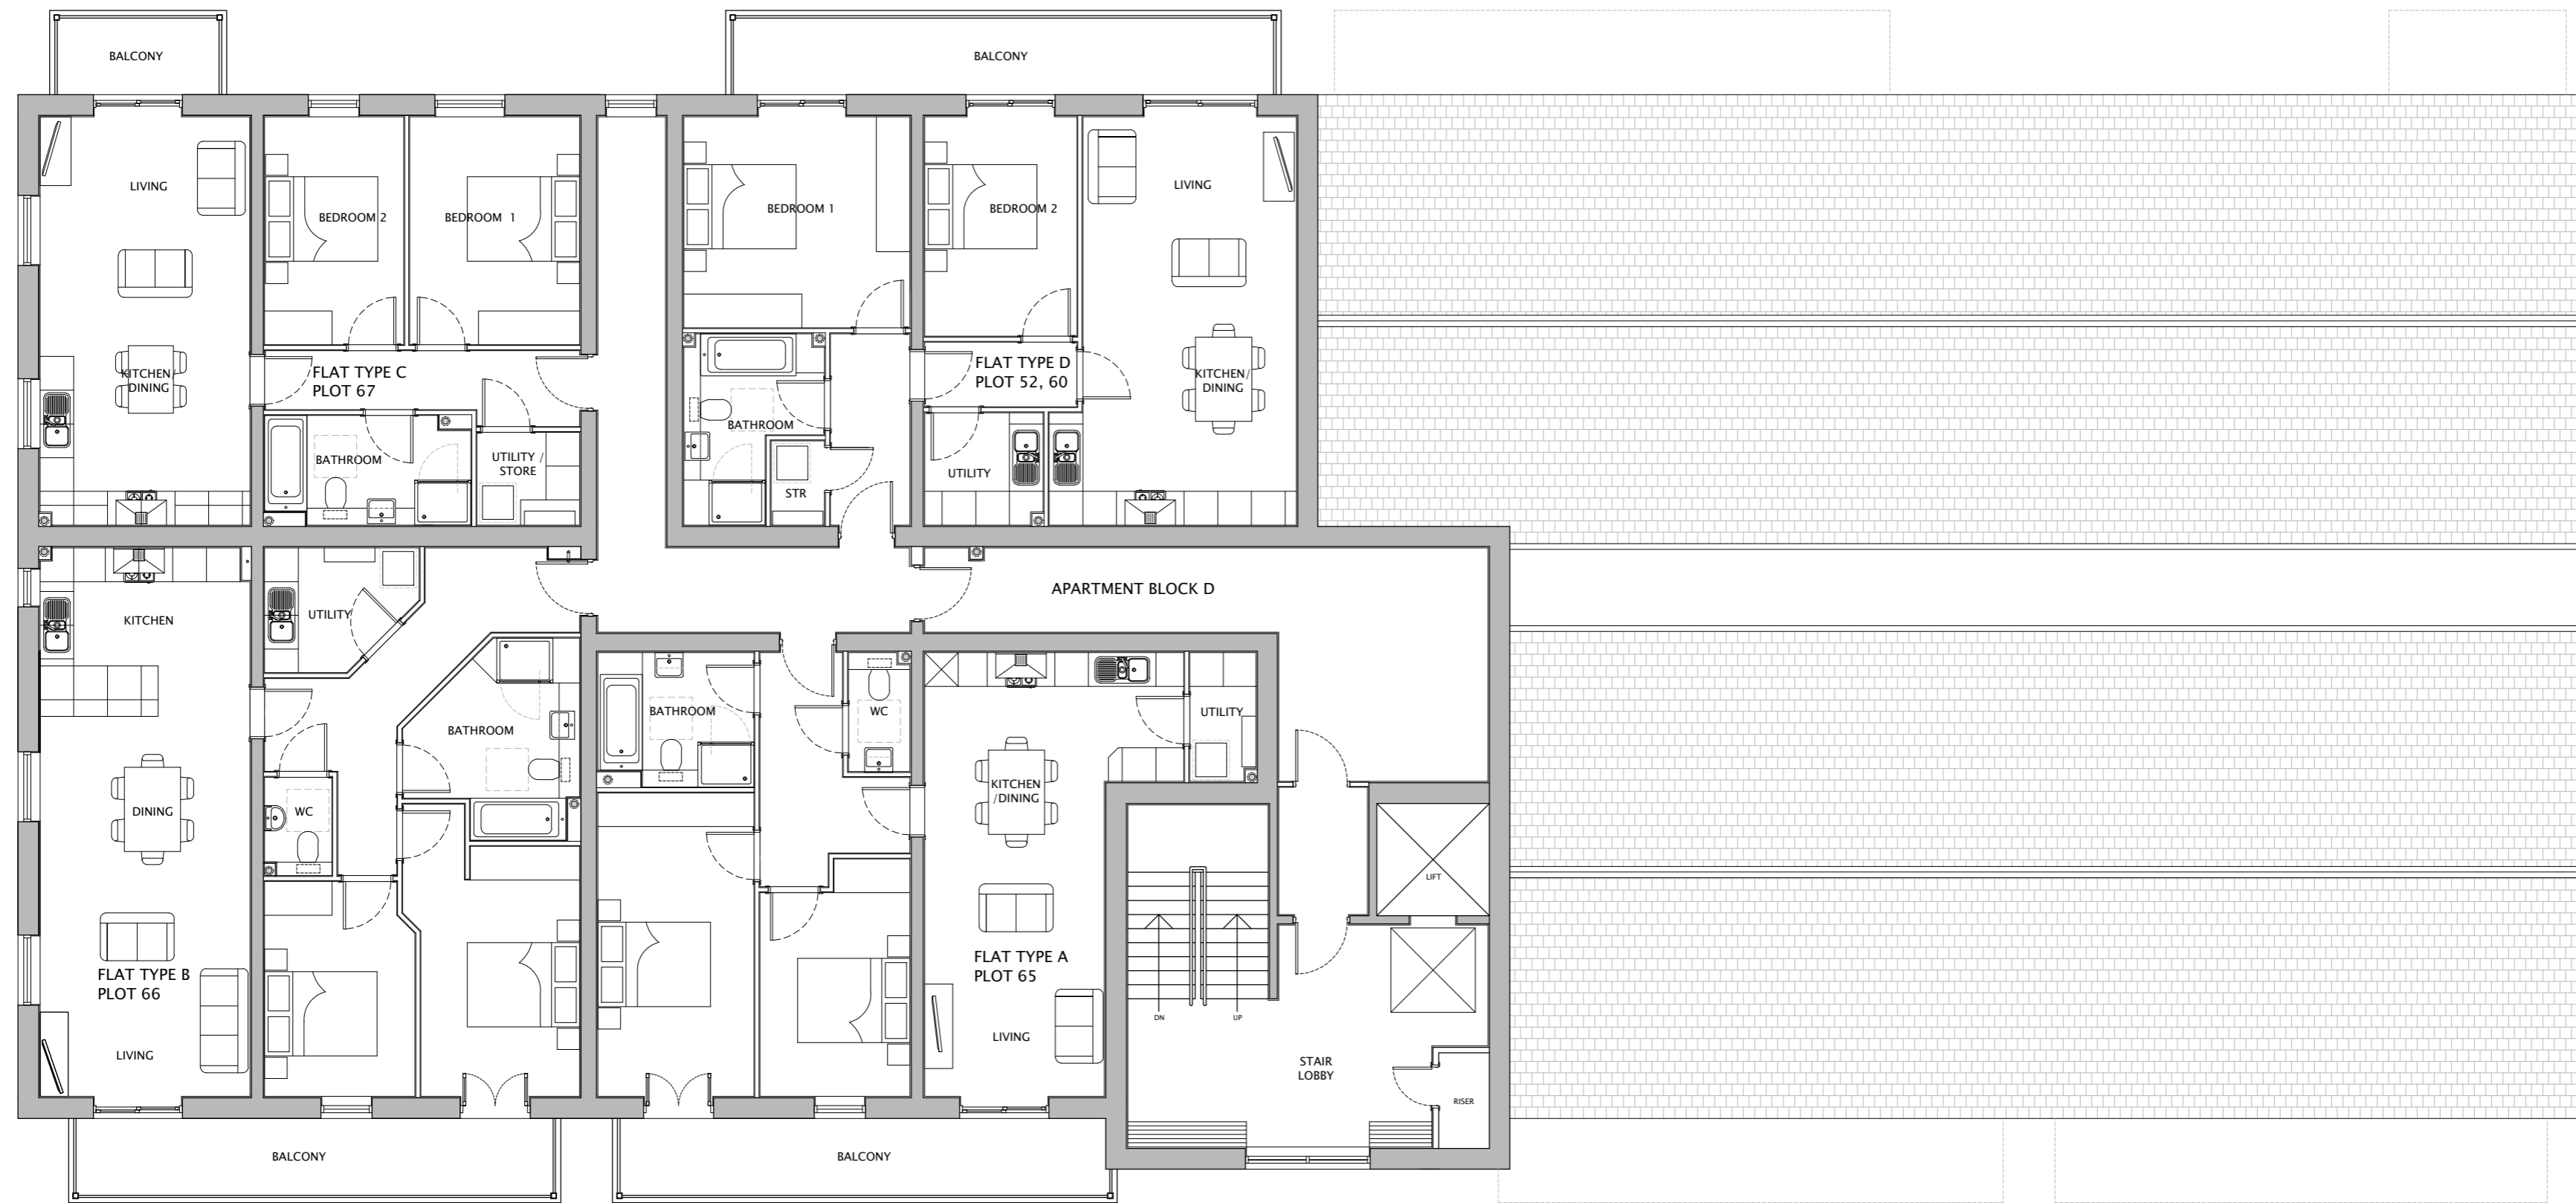 BALCONY
BALCONY
LIVING
BEDROOM 2
BEDROOM 1
BEDROOM 1
BEDROOM 2
LIVING
KITCHEN/
DINING
FLAT TYPE C
PLOT 67
FLAT TYPE D
PLOT 52, 60
KITCHEN/
DINING
BATHROOM
UTILITY /
STORE
BATHROOM
STR
UTILITY
KITCHEN
UTILITY
APARTMENT BLOCK D
BATHROOM
BATHROOM
WC
UTILITY
DINING
WC
KITCHEN
/DINING
LIFT
FLAT TYPE B
PLOT 66
FLAT TYPE A
PLOT 65
DN
UP
LIVING
LIVING
STAIR
LOBBY
RISER
BALCONY
BALCONY